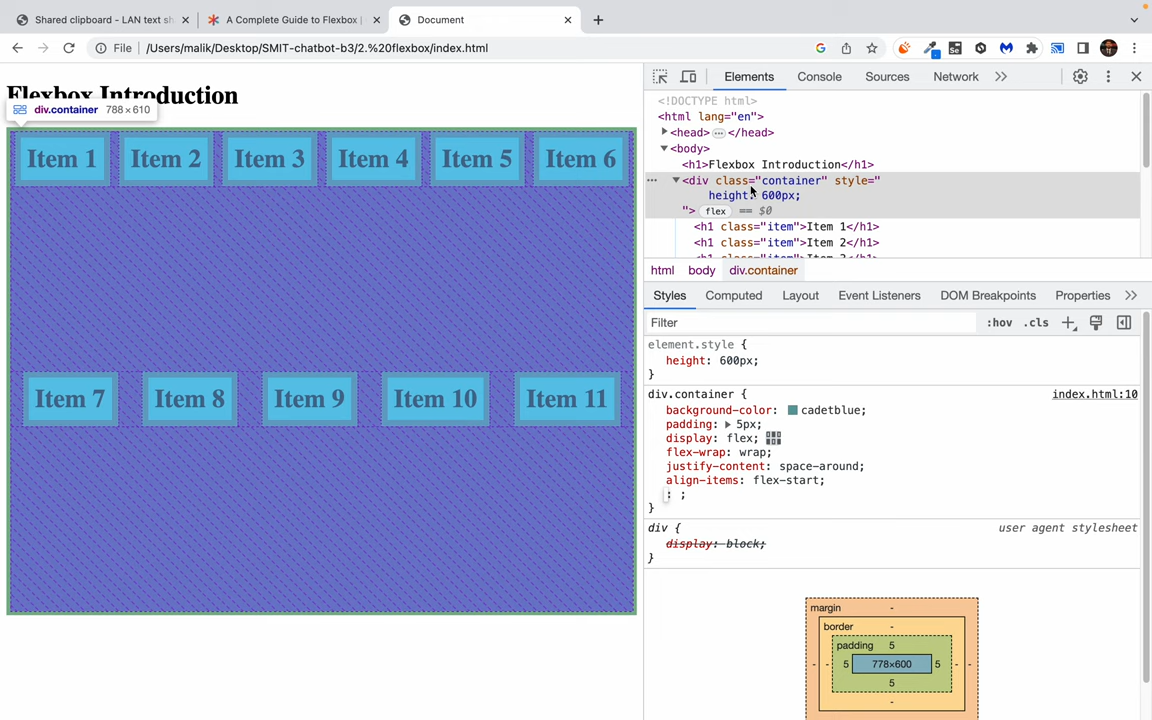 Shared clipboard - LAN text sh
A Complete Guide to Flexbox |
Document
File
/Users/malik/Desktop/SMIT-chatbot-b3/2.%20flexbox/index.html
Flexbox Introduction
div.container 788×610
Item 1 Item 2 Item 3 Item 4 Item 5 Item 6
Item 7 Item 8 Item 9 Item 10 Item 11
Elements Console Sources Network
<!DOCTYPE html>
<html lang="en">
<head> </head>
<body>
<h1>Flexbox Introduction</h1>
<div class="container" style="
height: 600px;
"> flex == $0
<h1 class="item">Item 1</h1>
<h1 class="item">Item 2</h1>
<h1 class="item">Item 3</h1>
html body div.container
Styles Computed Layout Event Listeners DOM Breakpoints Properties
Filter :hov .cls
element.style {
height: 600px;
}
div.container { index.html:10
background-color: cadetblue;
padding: 5px;
display: flex;
flex-wrap: wrap;
justify-content: space-around;
align-items: flex-start;
: ;
}
div { user agent stylesheet
display: block;
}
margin -
border -
padding 5
- - 5 778×600 5 - -
5
-